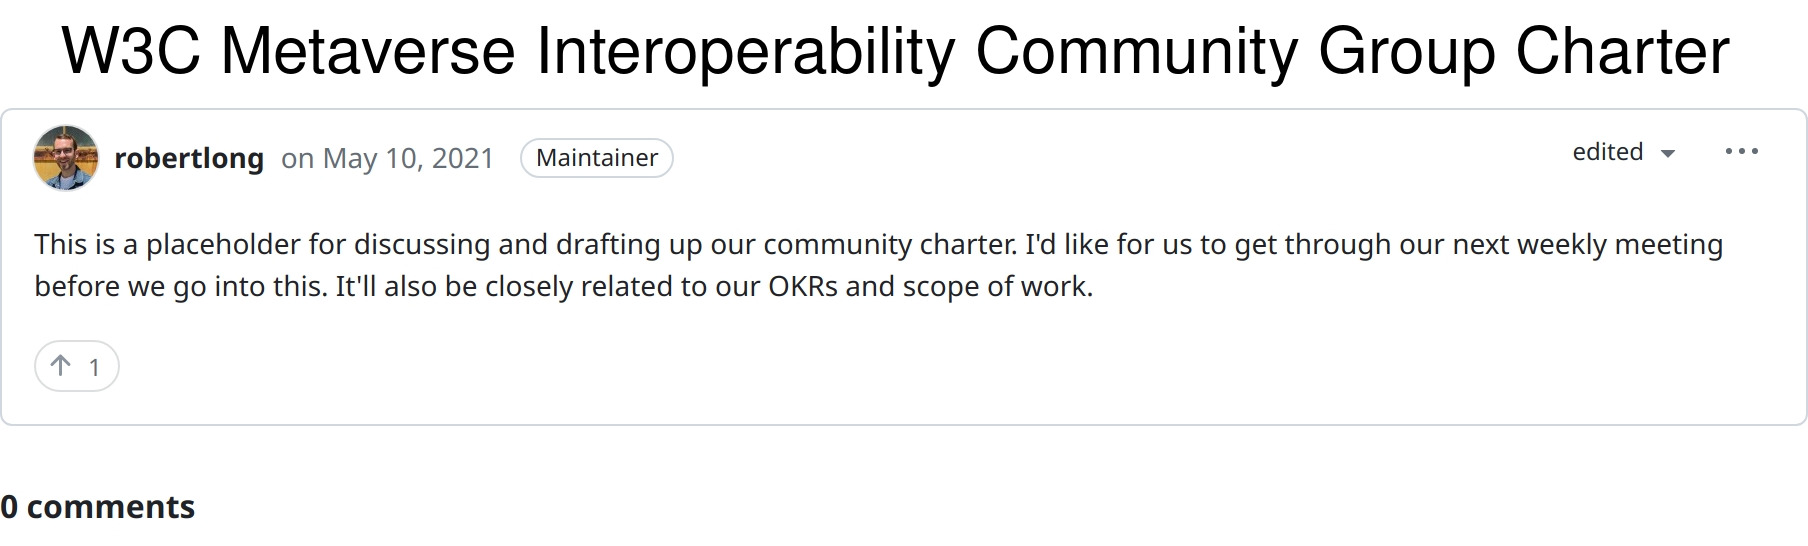 W3C Metaverse Interoperability Community Group Charter
robertlong on May 10, 2021 Maintainer edited
This is a placeholder for discussing and drafting up our community charter. I'd like for us to get through our next weekly meeting
before we go into this. It'll also be closely related to our OKRs and scope of work.
1
0 comments